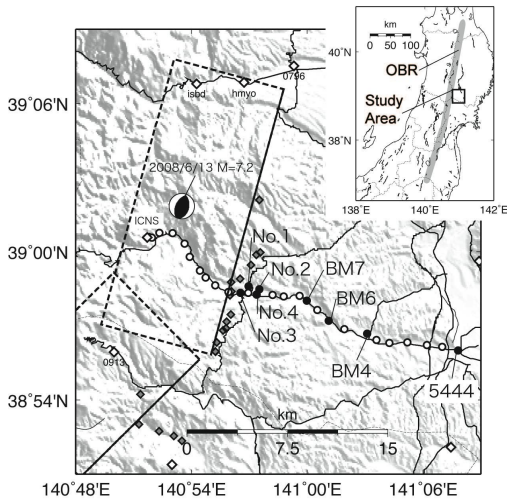 km
0 50 100
40°N
OBR
Study
Area
38°N
138°E 140°E 142°E
39°06'N
isbd
hmyo
0796
2008/6/13 M=7.2
ICNS
39°00'N
No.1
No.2
BM7
BM6
No.4
No.3
BM4
0913
5444
38°54'N
km
0 7.5 15
140°48'E 140°54'E 141°00'E 141°06'E